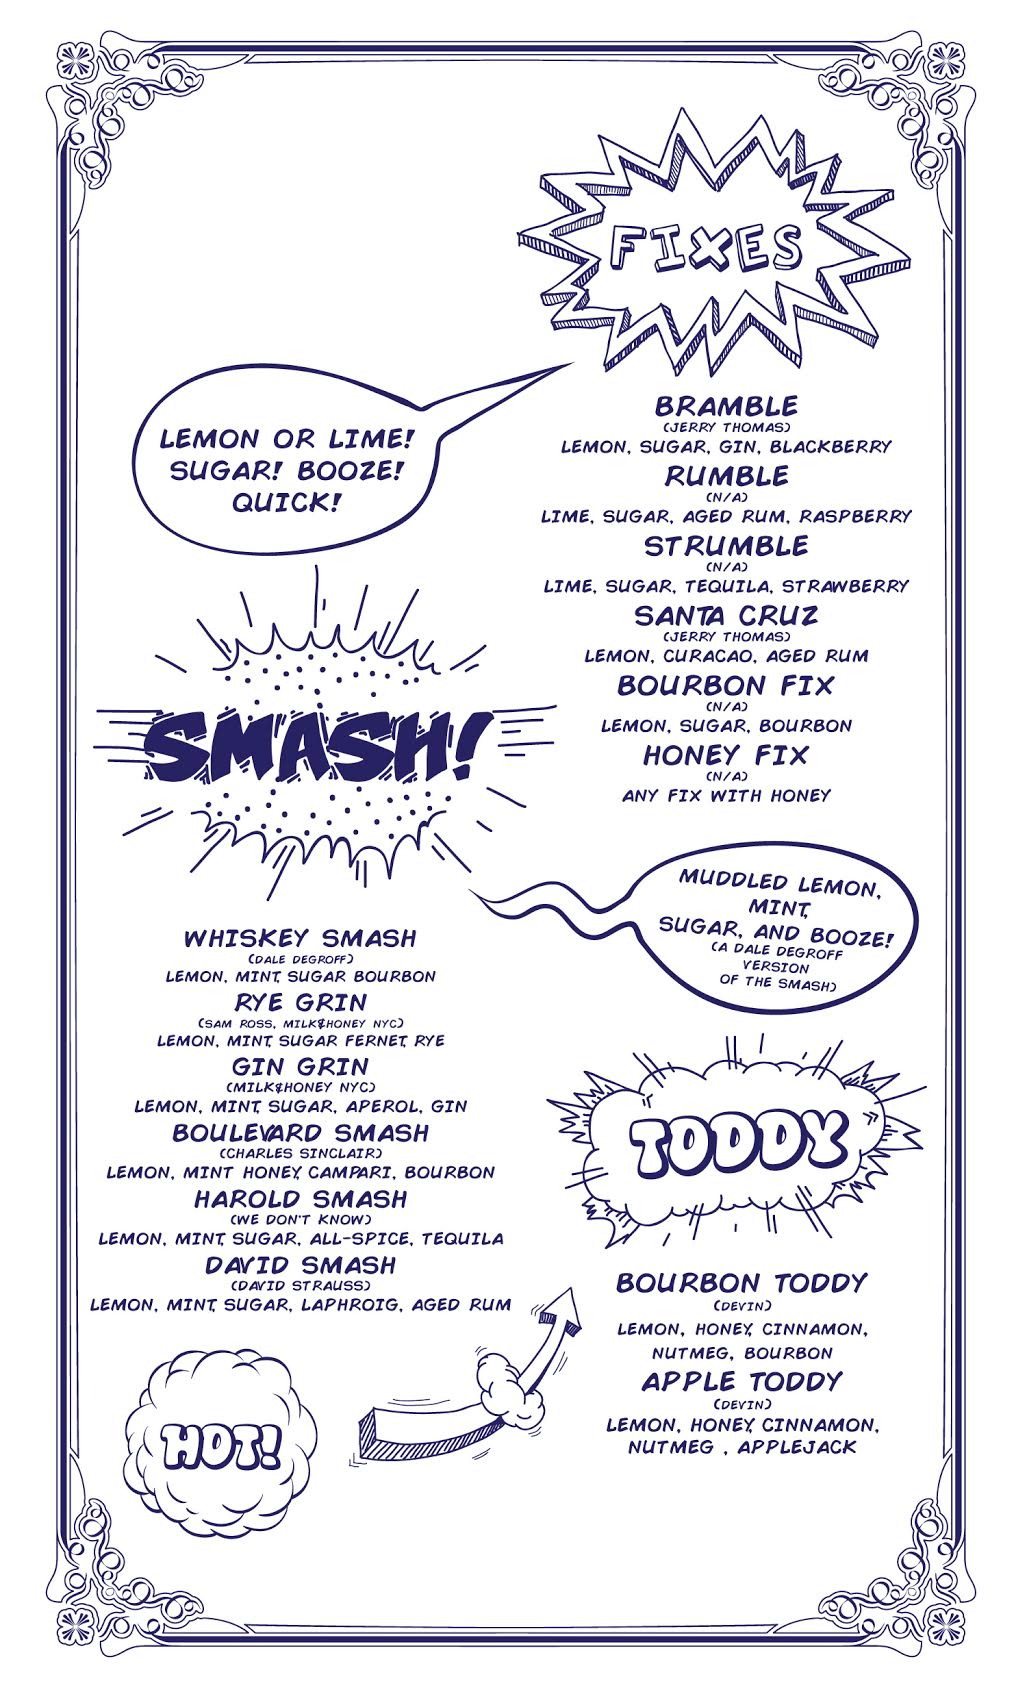 FIXES
LEMON OR LIME!
SUGAR! BOOZE!
QUICK!
BRAMBLE
(JERRY THOMAS)
LEMON, SUGAR, GIN, BLACKBERRY
RUMBLE
(N/A)
LIME, SUGAR, AGED RUM, RASPBERRY
STRUMBLE
(N/A)
LIME, SUGAR, TEQUILA, STRAWBERRY
SANTA CRUZ
(JERRY THOMAS)
LEMON, CURACAO, AGED RUM
BOURBON FIX
(N/A)
LEMON, SUGAR, BOURBON
HONEY FIX
(N/A)
ANY FIX WITH HONEY
SMASH!
MUDDLED LEMON,
MINT,
SUGAR, AND BOOZE!
(A DALE DEGROFF
VERSION
OF THE SMASH)
WHISKEY SMASH
(DALE DEGROFF)
LEMON, MINT, SUGAR BOURBON
RYE GRIN
(SAM ROSS, MILK&HONEY NYC)
LEMON, MINT, SUGAR FERNET, RYE
GIN GRIN
(MILK&HONEY NYC)
LEMON, MINT, SUGAR, APEROL, GIN
BOULEVARD SMASH
(CHARLES SINCLAIR)
LEMON, MINT HONEY, CAMPARI, BOURBON
HAROLD SMASH
(WE DON'T KNOW)
LEMON, MINT, SUGAR, ALL-SPICE, TEQUILA
DAVID SMASH
(DAVID STRAUSS)
LEMON, MINT, SUGAR, LAPHROIG, AGED RUM
HOT!
TODDY
BOURBON TODDY
(DEVIN)
LEMON, HONEY, CINNAMON,
NUTMEG, BOURBON
APPLE TODDY
(DEVIN)
LEMON, HONEY, CINNAMON,
NUTMEG , APPLEJACK